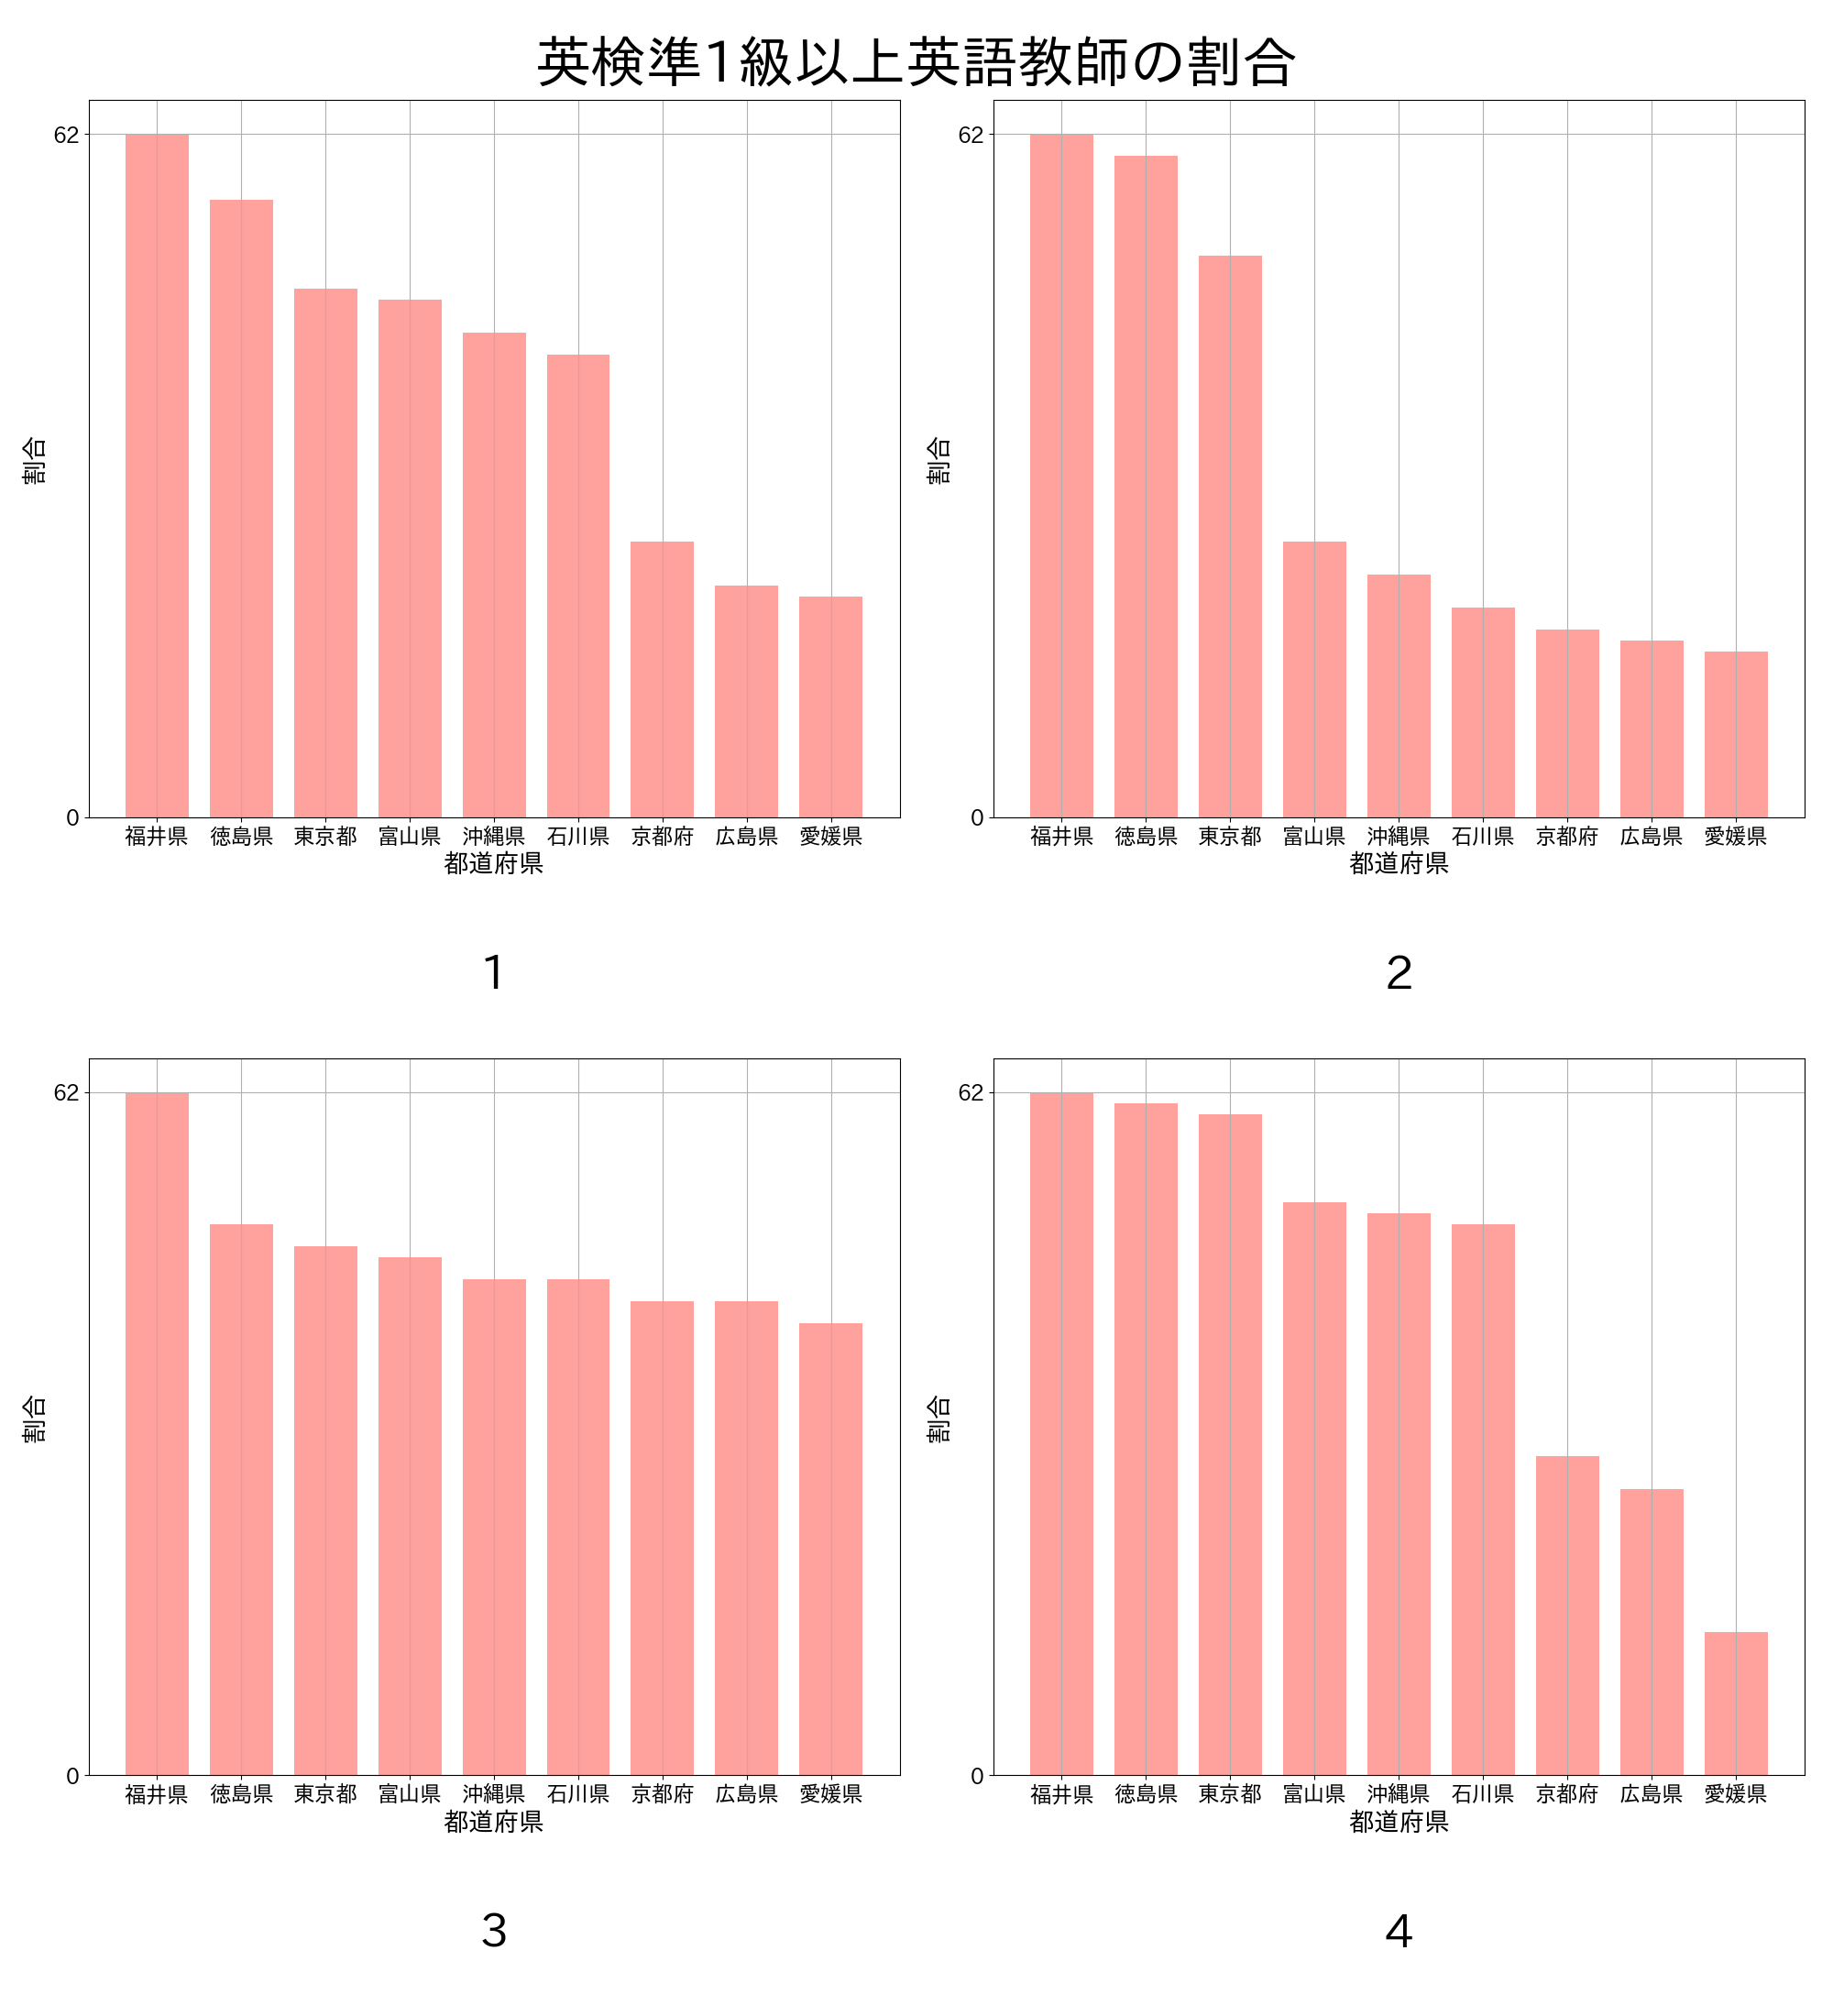 英検準1級以上英語教師の割合
62
0
割合
福井県 徳島県 東京都 富山県 沖縄県 石川県 京都府 広島県 愛媛県
都道府県
1
62
0
割合
福井県 徳島県 東京都 富山県 沖縄県 石川県 京都府 広島県 愛媛県
都道府県
2
62
0
割合
福井県 徳島県 東京都 富山県 沖縄県 石川県 京都府 広島県 愛媛県
都道府県
3
62
0
割合
福井県 徳島県 東京都 富山県 沖縄県 石川県 京都府 広島県 愛媛県
都道府県
4